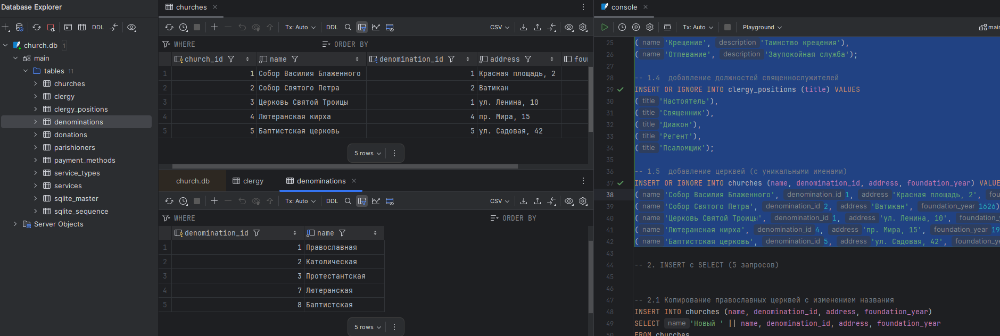 Database Explorer
DDL
church.db 1
main
tables 11
churches
clergy
clergy_positions
denominations
donations
parishioners
payment_methods
service_types
services
sqlite_master
sqlite_sequence
Server Objects
churches
Tx: Auto DDL CSV
WHERE ORDER BY
church_id name denomination_id address foun
1 1 Собор Василия Блаженного 1 Красная площадь, 2
2 2 Собор Святого Петра 2 Ватикан
3 3 Церковь Святой Троицы 1 ул. Ленина, 10
4 4 Лютеранская кирха 4 пр. Мира, 15
5 5 Баптистская церковь 5 ул. Садовая, 42
5 rows
church.db clergy denominations
Tx: Auto DDL CSV
WHERE ORDER BY
denomination_id name
1 1 Православная
2 2 Католическая
3 3 Протестантская
4 7 Лютеранская
5 8 Баптистская
5 rows
console
Tx: Auto Playground main
25 ( name 'Крещение', description 'Таинство крещения'),
26 ( name 'Отпевание', description 'Заупокойная служба');
27
28 -- 1.4 добавление должностей священнослужителей
29 INSERT OR IGNORE INTO clergy_positions (title) VALUES
30 ( title 'Настоятель'),
31 ( title 'Священник'),
32 ( title 'Диакон'),
33 ( title 'Регент'),
34 ( title 'Псаломщик');
35
36 -- 1.5 добавление церквей (с уникальными именами)
37 INSERT OR IGNORE INTO churches (name, denomination_id, address, foundation_year) VALUE
38 ( name 'Собор Василия Блаженного', denomination_id 1, address 'Красная площадь, 2', fou
39 ( name 'Собор Святого Петра', denomination_id 2, address 'Ватикан', foundation_year 1626)
40 ( name 'Церковь Святой Троицы', denomination_id 1, address 'ул. Ленина, 10', foundation_y
41 ( name 'Лютеранская кирха', denomination_id 4, address 'пр. Мира, 15', foundation_year 19
42 ( name 'Баптистская церковь', denomination_id 5, address 'ул. Садовая, 42', foundation_ye
43
44 -- 2. INSERT с SELECT (5 запросов)
45
46
47 -- 2.1 Копирование православных церквей с изменением названия
48 INSERT INTO churches (name, denomination_id, address, foundation_year)
49 SELECT name 'Новый ' || name, denomination_id, address, foundation_year
50 FROM churches